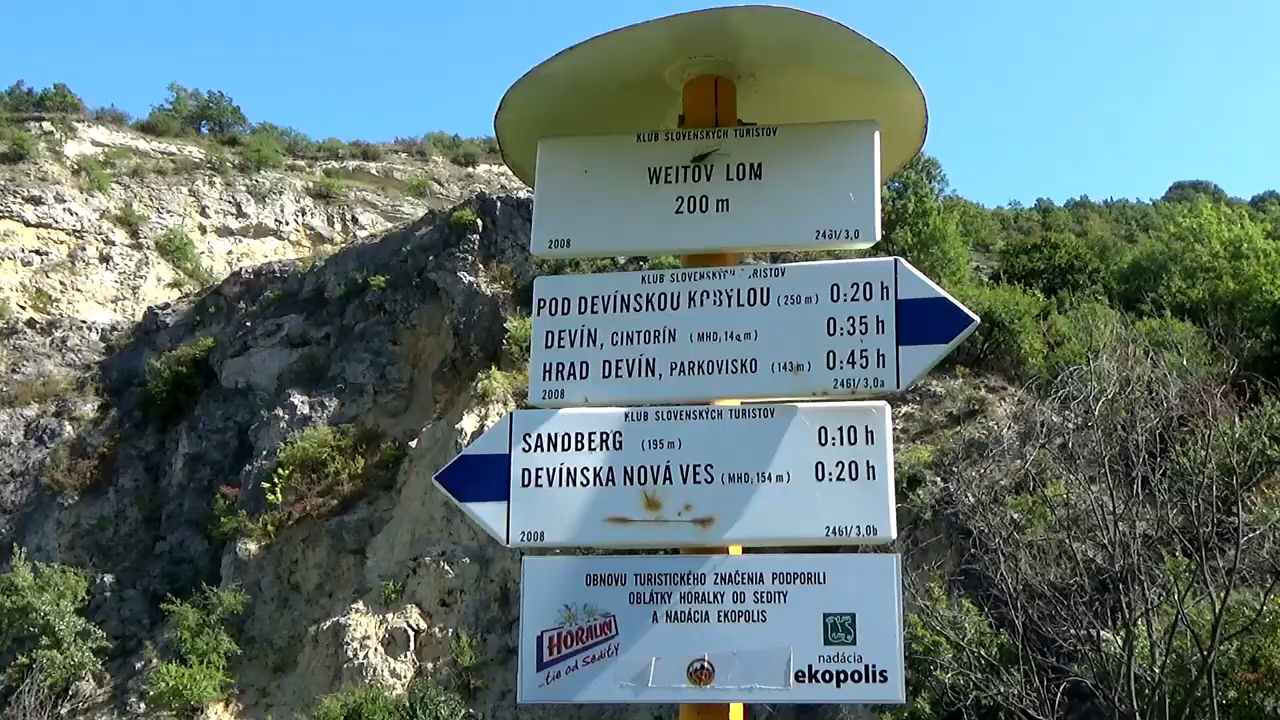 KLUB SLOVENSKÝCH TURISTOV
WEITOV LOM
200 m
2008 2461/3,0
KLUB SLOVENSKÝCH TURISTOV
POD DEVÍNSKOU KOBYLOU (250 m) 0:20 h
DEVÍN, CINTORÍN (MHD, m) 0:35 h
HRAD DEVÍN, PARKOVISKO (143 m) 0:45 h
2008 2461/3,0a
KLUB SLOVENSKÝCH TURISTOV
SANDBERG (195 m) 0:10 h
DEVÍNSKA NOVÁ VES (MHD, 154 m) 0:20 h
2008 2461/3,0b
OBNOVU TURISTICKÉHO ZNAČENIA PODPORILI
OBLÁTKY HORALKY OD SEDITY
A NADÁCIA EKOPOLIS
HORALKY
...tie od Sedity
nadácia
ekopolis